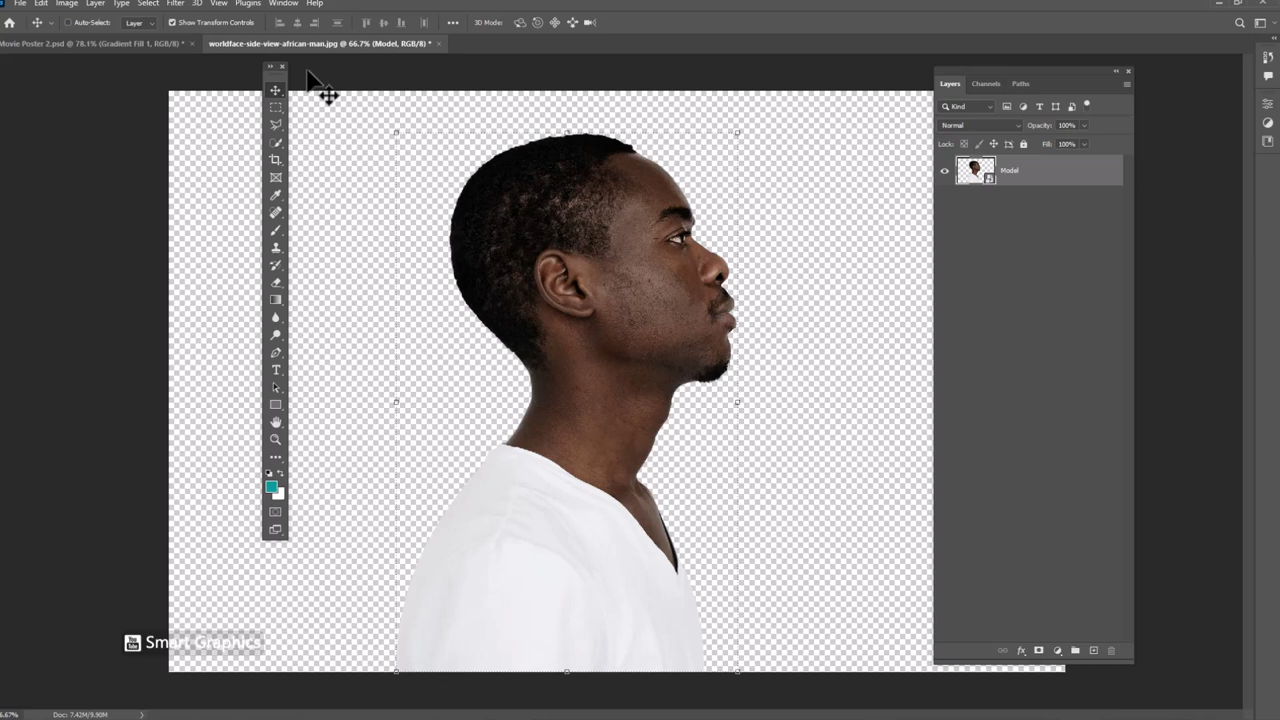 File Edit Image Layer Type Select Filter 3D View Plugins Window Help
Auto-Select: Layer Show Transform Controls 3D Mode:
Movie Poster 2.psd @ 78.1% (Gradient Fill 1, RGB/8) * × worldface-side-view-african-man.jpg @ 66.7% (Model, RGB/8) * ×
Layers Channels Paths
Kind
Normal Opacity: 100%
Lock: Fill: 100%
Model
You Tube Smart Graphics
Doc: 7.42M/9.90M